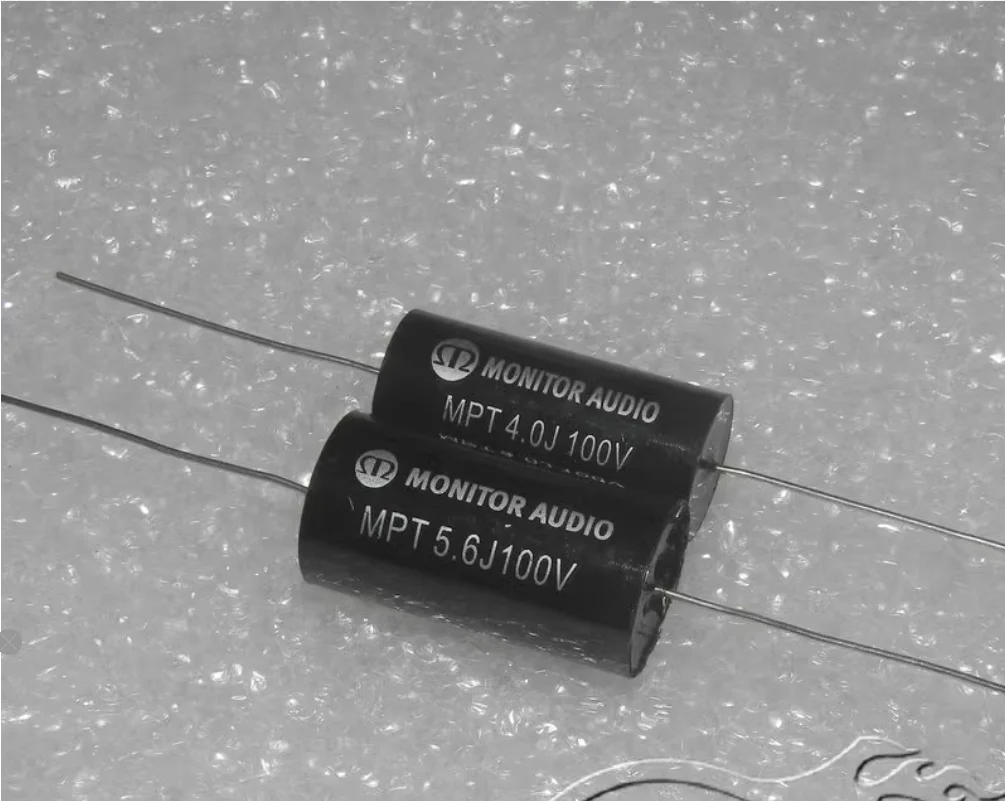 MONITOR AUDIO
MPT 4.0J 100V
MONITOR AUDIO
MPT 5.6J100V